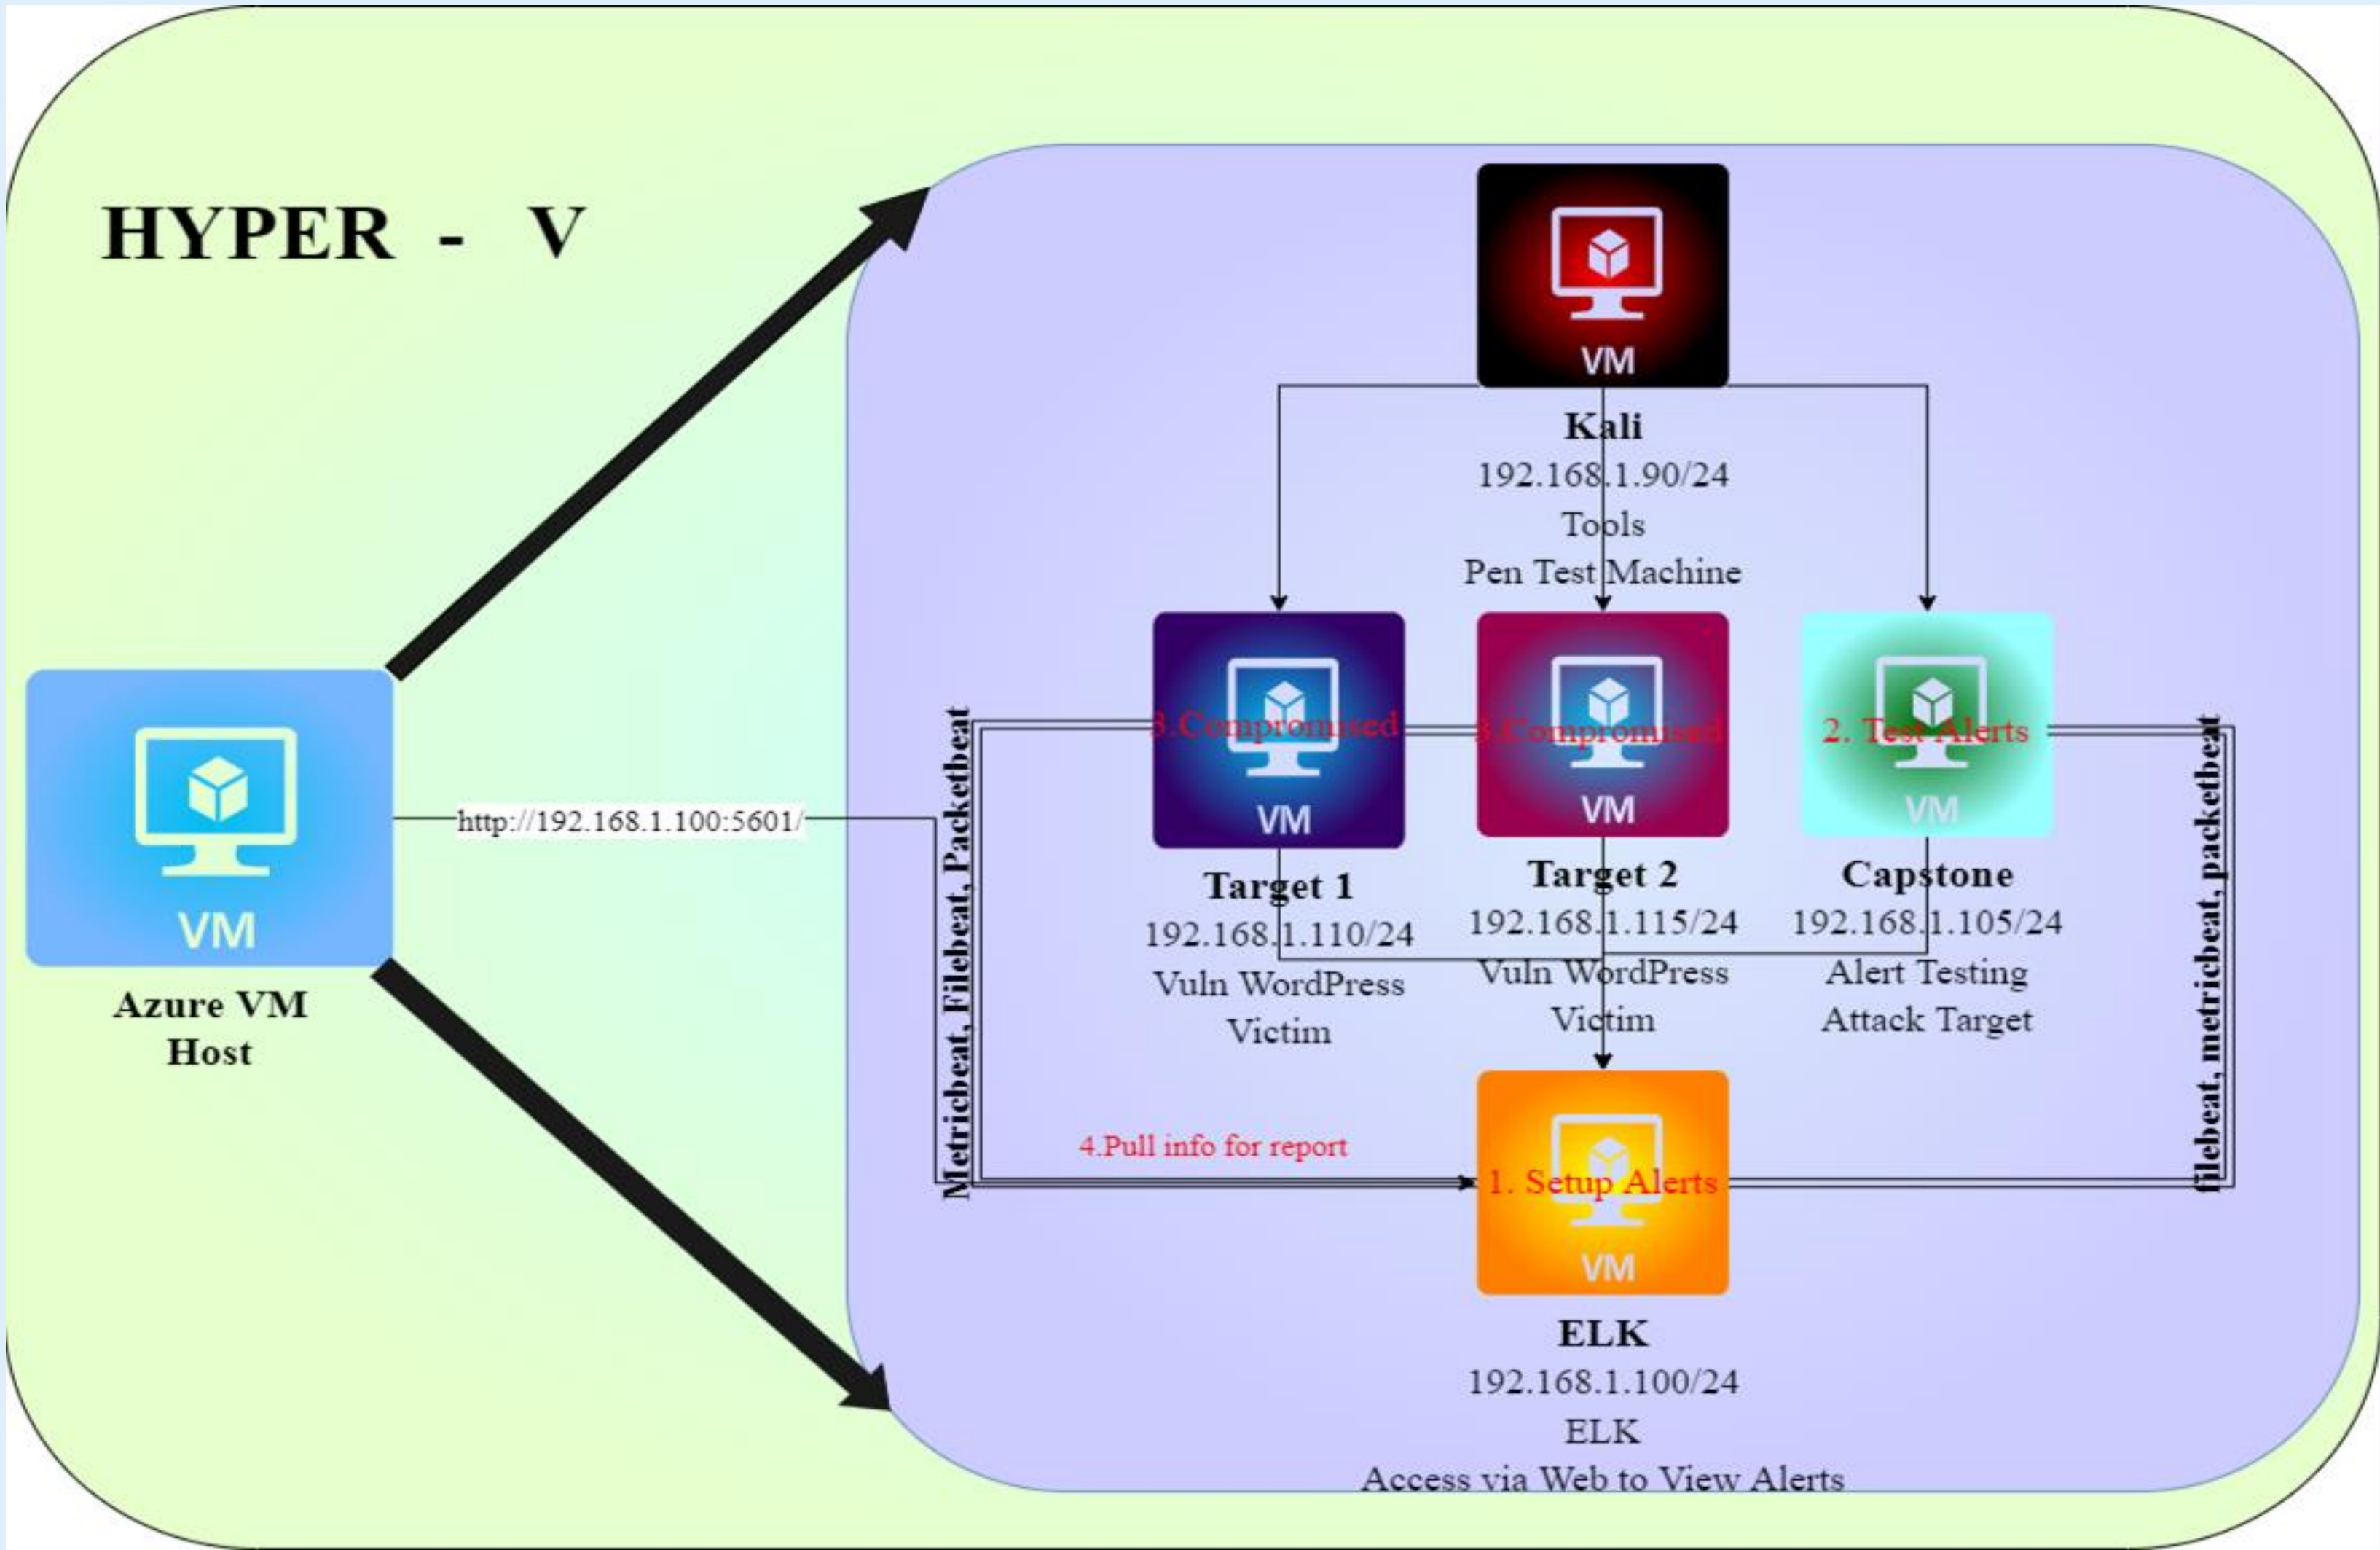 HYPER - V
VM
Azure VM
Host
http://192.168.1.100:5601/
VM
Kali
192.168.1.90/24
Tools
Pen Test Machine
3.Compromised
VM
Target 1
192.168.1.110/24
Vuln WordPress
Victim
3.Compromised
VM
Target 2
192.168.1.115/24
Vuln WordPress
Victim
2. Test Alerts
VM
Capstone
192.168.1.105/24
Alert Testing
Attack Target
Metricbeat, Filebeat, Packetbeat
filebeat, metricbeat, packetbeat
4.Pull info for report
1. Setup Alerts
VM
ELK
192.168.1.100/24
ELK
Access via Web to View Alerts